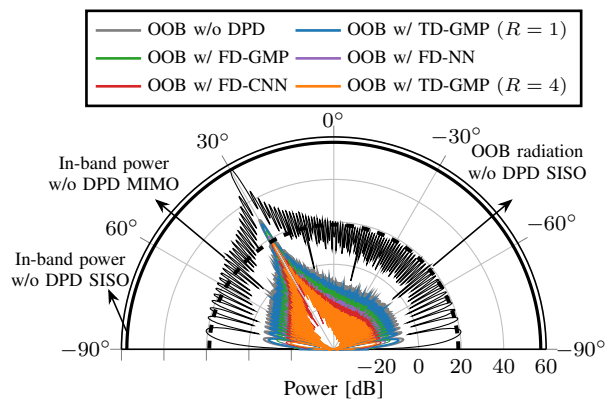 OOB w/o DPD
OOB w/ TD-GMP (R = 1)
OOB w/ FD-GMP
OOB w/ FD-NN
OOB w/ FD-CNN
OOB w/ TD-GMP (R = 4)
0°
30°
−30°
In-band power
w/o DPD MIMO
OOB radiation
w/o DPD SISO
60°
−60°
In-band power
w/o DPD SISO
−90°
−90°
−20 0 20 40 60
Power [dB]